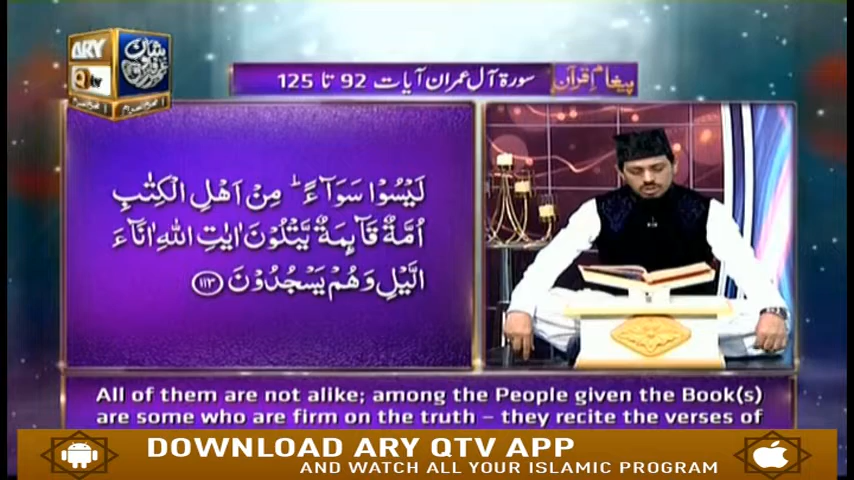 ARY
Qtv
سورۃ آل عمران آیات 92 تا 125
پیغامِ قرآن
لَيْسُوْا سَوَآءً ؕ مِنْ اَهْلِ الْكِتٰبِ
اُمَّةٌ قَآىِٕمَةٌ يَّتْلُوْنَ اٰيٰتِ اللّٰهِ اٰنَآءَ
الَّيْلِ وَهُمْ يَسْجُدُوْنَ ﴿۱۱۳﴾
All of them are not alike; among the People given the Book(s)
are some who are firm on the truth – they recite the verses of
DOWNLOAD ARY QTV APP
AND WATCH ALL YOUR ISLAMIC PROGRAM